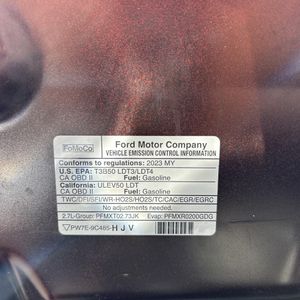 FoMoCo
Ford Motor Company
VEHICLE EMISSION CONTROL INFORMATION
Conforms to regulations: 2023 MY
U.S. EPA: T3B50 LDT3/LDT4
CA OBD II Fuel: Gasoline
California: ULEV50 LDT
CA OBD II Fuel: Gasoline
TWC/DFI/SFI/WR-HO2S/HO2S/TC/CAC/EGR/EGRC
No adjustments needed.
2.7L-Group: PFMXT02.73JK Evap: PFMXR0200GDG
PW7E-9C485-HJV